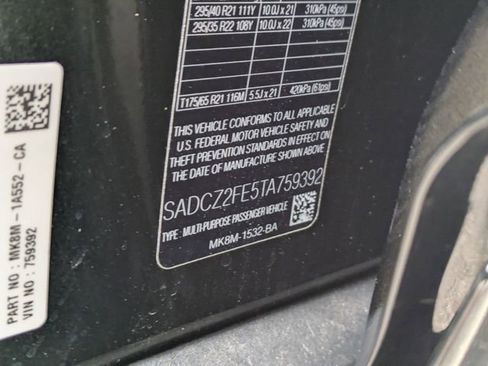 295/40 R21 111Y 10.0J x 21 310kPa (45psi)
295/35 R22 108Y 10.0J x 22 310kPa (45psi)
T175/65 R21 116M 5.5J x 21 420kPa (61psi)
THIS VEHICLE CONFORMS TO ALL APPLICABLE
U.S. FEDERAL MOTOR VEHICLE SAFETY AND
THEFT PREVENTION STANDARDS IN EFFECT ON
THE DATE OF MANUFACTURE SHOWN ABOVE.
SADCZ2FE5TA759392
TYPE : MULTI-PURPOSE PASSENGER VEHICLE
MK8M-1532-BA
PART NO : MK8M - 1A552 - CA
VIN NO : 759392